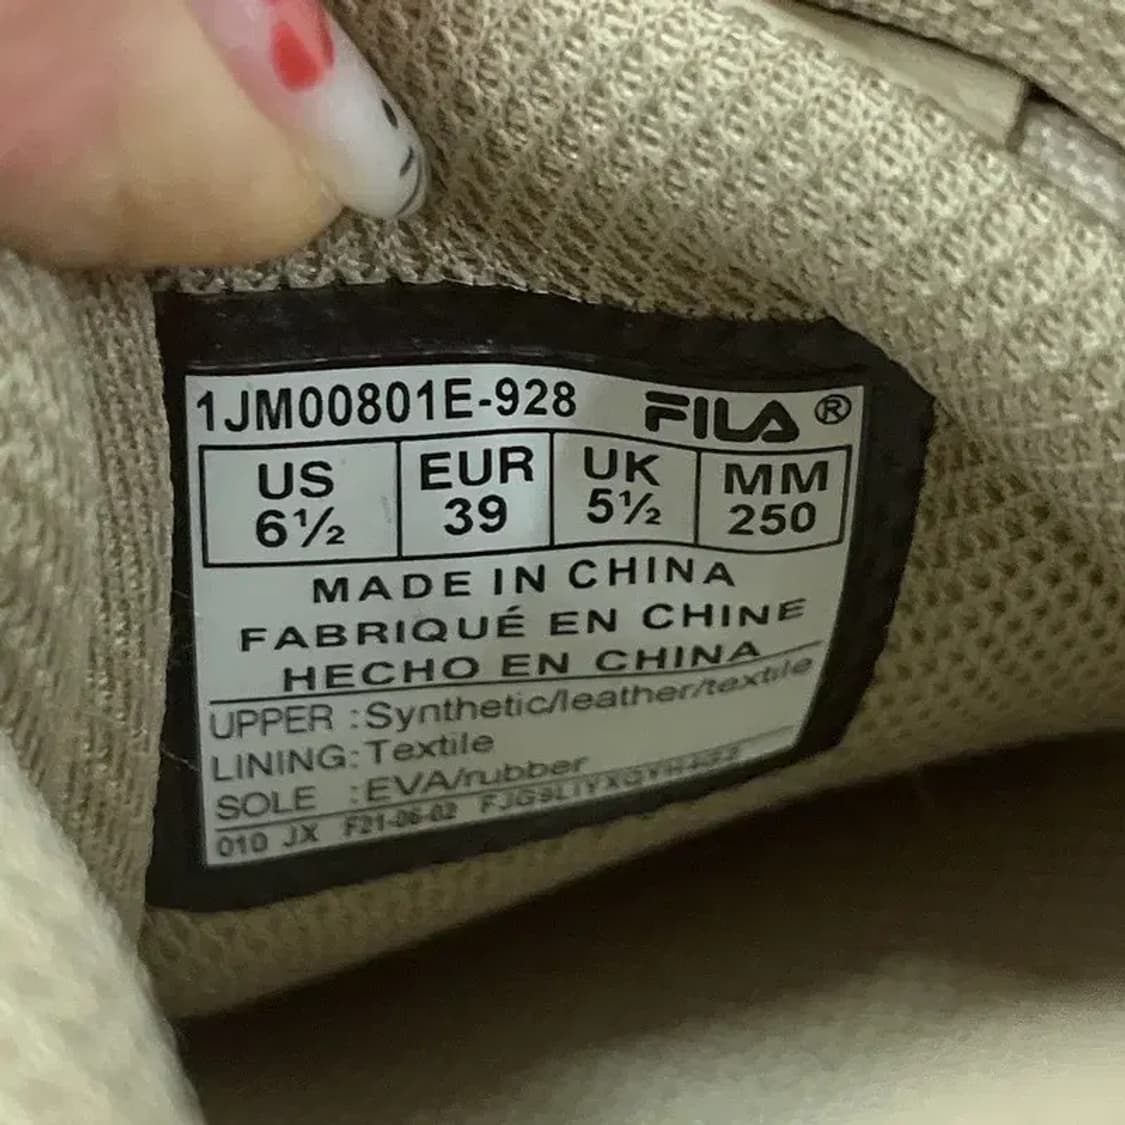 1JM00801E-928 FILA ®
US EUR UK MM
6½ 39 5½ 250
MADE IN CHINA
FABRIQUÉ EN CHINE
HECHO EN CHINA
UPPER :Synthetic/leather/textile
LINING:Textile
SOLE :EVA/rubber
010 JX F21-06-02